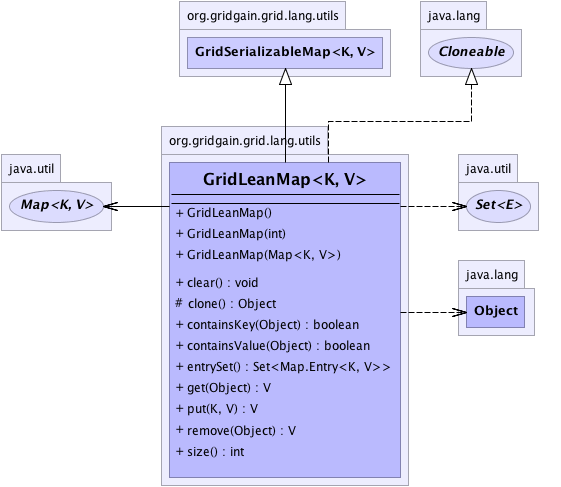 org.gridgain.grid.lang.utils
GridSerializableMap<K, V>
java.lang
Cloneable
org.gridgain.grid.lang.utils
GridLeanMap<K, V>
+ GridLeanMap()
+ GridLeanMap(int)
+ GridLeanMap(Map<K, V>)
+ clear() : void
# clone() : Object
+ containsKey(Object) : boolean
+ containsValue(Object) : boolean
+ entrySet() : Set<Map.Entry<K, V>>
+ get(Object) : V
+ put(K, V) : V
+ remove(Object) : V
+ size() : int
java.util
Map<K, V>
java.util
Set<E>
java.lang
Object